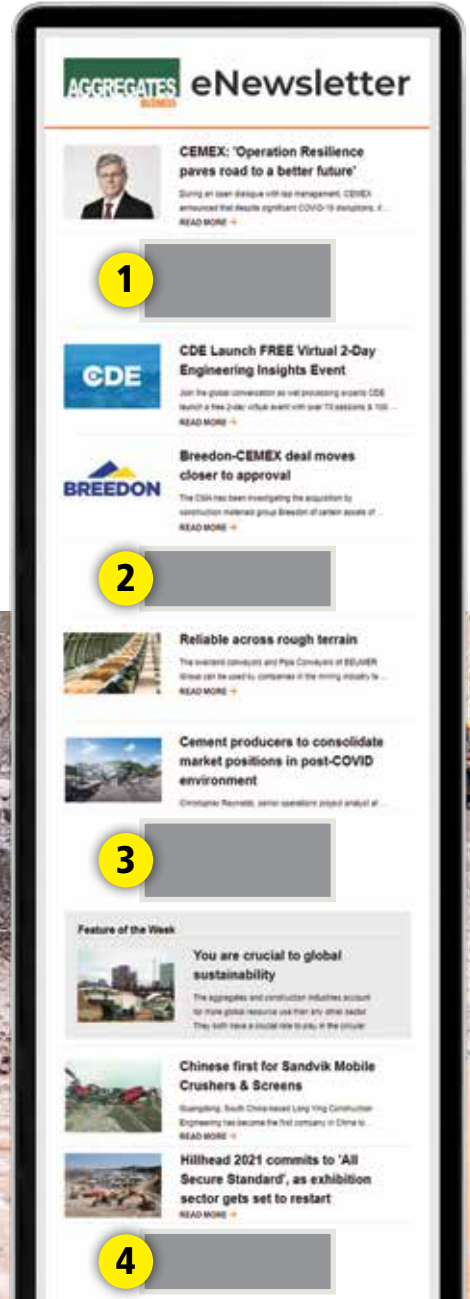 AGGREGATES
BUSINESS
eNewsletter
CEMEX: 'Operation Resilience
paves road to a better future'
During an open dialogue with top management, CEMEX
announced that despite significant COVID-19 disruptions, it ...
READ MORE →
1
CDE
CDE Launch FREE Virtual 2-Day
Engineering Insights Event
Join the global conversation as wet processing experts CDE
launch a free 2-day virtual event with over 70 sessions & 100 ...
READ MORE →
BREEDON
Breedon-CEMEX deal moves
closer to approval
The CMA has been investigating the acquisition by
construction materials group Breedon of certain assets of ...
READ MORE →
2
Reliable across rough terrain
The overland conveyors and Pipe Conveyors of BEUMER
Group can be used by companies in the mining industry to ...
READ MORE →
Cement producers to consolidate
market positions in post-COVID
environment
Christopher Reynolds, senior operations project analyst at ...
3
Feature of the Week
You are crucial to global
sustainability
The aggregates and construction industries account
for more global resource use than any other sector.
They both have a crucial role to play in the circular
Chinese first for Sandvik Mobile
Crushers & Screens
Guangdong, South China-based Long Ying Construction
Engineering has become the first company in China to ...
READ MORE →
Hillhead 2021 commits to 'All
Secure Standard', as exhibition
sector gets set to restart
READ MORE →
4